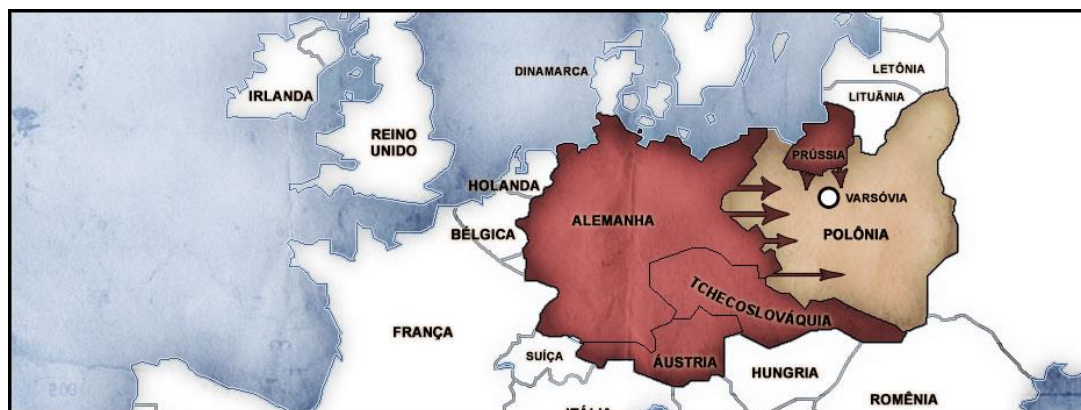 LETÔNIA
DINAMARCA
IRLANDA
LITUÂNIA
REINO
UNIDO
PRÚSSIA
HOLANDA
VARSÓVIA
ALEMANHA
BÉLGICA
POLÔNIA
TCHECOSLOVÁQUIA
FRANÇA
SUÍÇA
ÁUSTRIA
HUNGRIA
ROMÊNIA